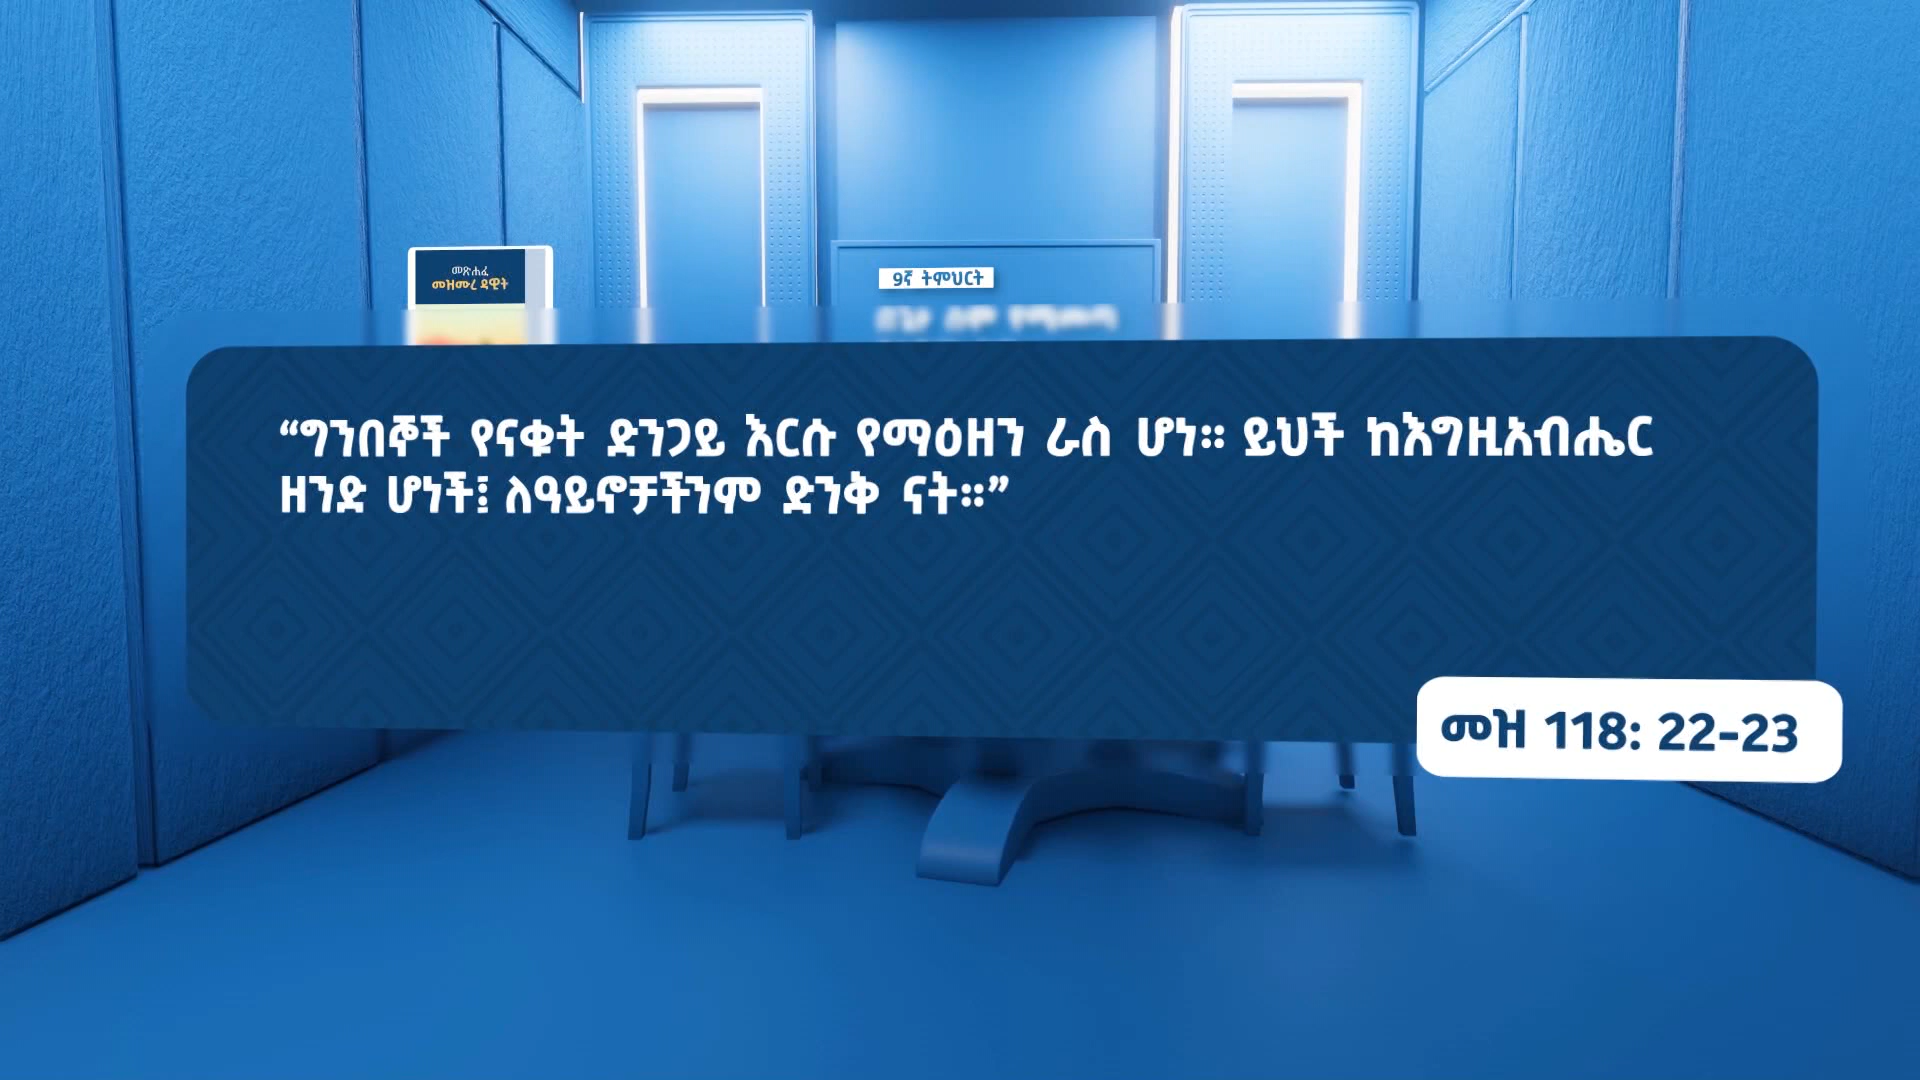 መጽሐፈ
መዝሙረ ዳዊት
9ኛ ትምህርት
“ግንበኞች የናቁት ድንጋይ እርሱ የማዕዘን ራስ ሆነ። ይህች ከእግዚአብሔር
ዘንድ ሆነች፤ ለዓይኖቻችንም ድንቅ ናት።”
መዝ 118: 22-23